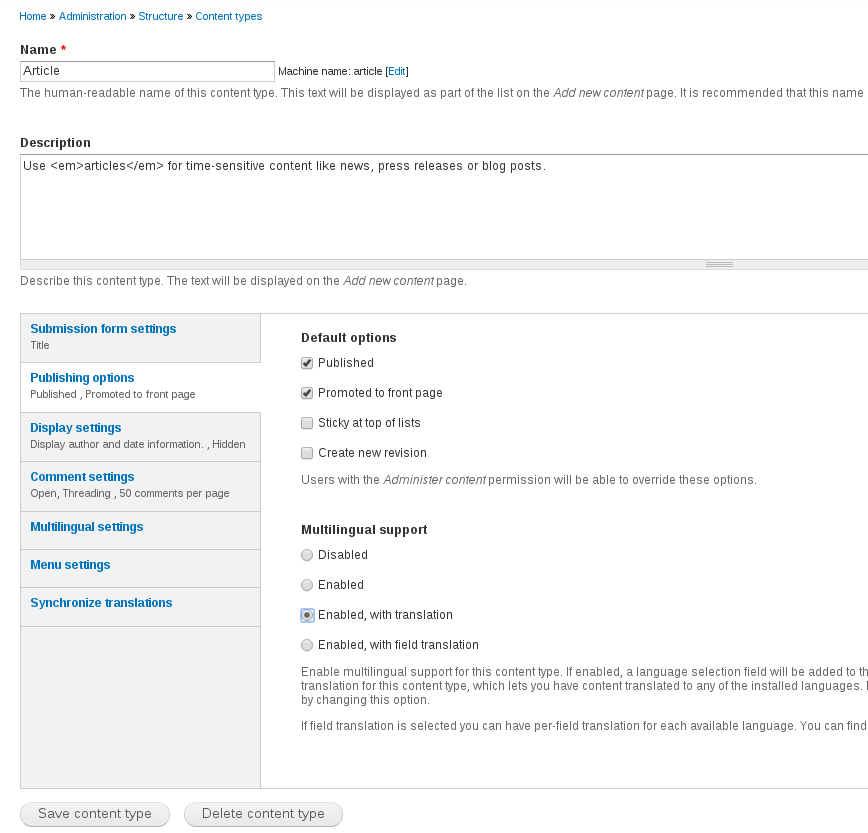 Home » Administration » Structure » Content types
Name *
Article
Machine name: article [Edit]
The human-readable name of this content type. This text will be displayed as part of the list on the Add new content page. It is recommended that this name
Description
Use <em>articles</em> for time-sensitive content like news, press releases or blog posts.
Describe this content type. The text will be displayed on the Add new content page.
Submission form settings
Title
Publishing options
Published , Promoted to front page
Display settings
Display author and date information. , Hidden
Comment settings
Open, Threading , 50 comments per page
Multilingual settings
Menu settings
Synchronize translations
Default options
Published
Promoted to front page
Sticky at top of lists
Create new revision
Users with the Administer content permission will be able to override these options.
Multilingual support
Disabled
Enabled
Enabled, with translation
Enabled, with field translation
Enable multilingual support for this content type. If enabled, a language selection field will be added to
translation for this content type, which lets you have content translated to any of the installed languages.
by changing this option.
If field translation is selected you can have per-field translation for each available language. You can find
Save content type
Delete content type